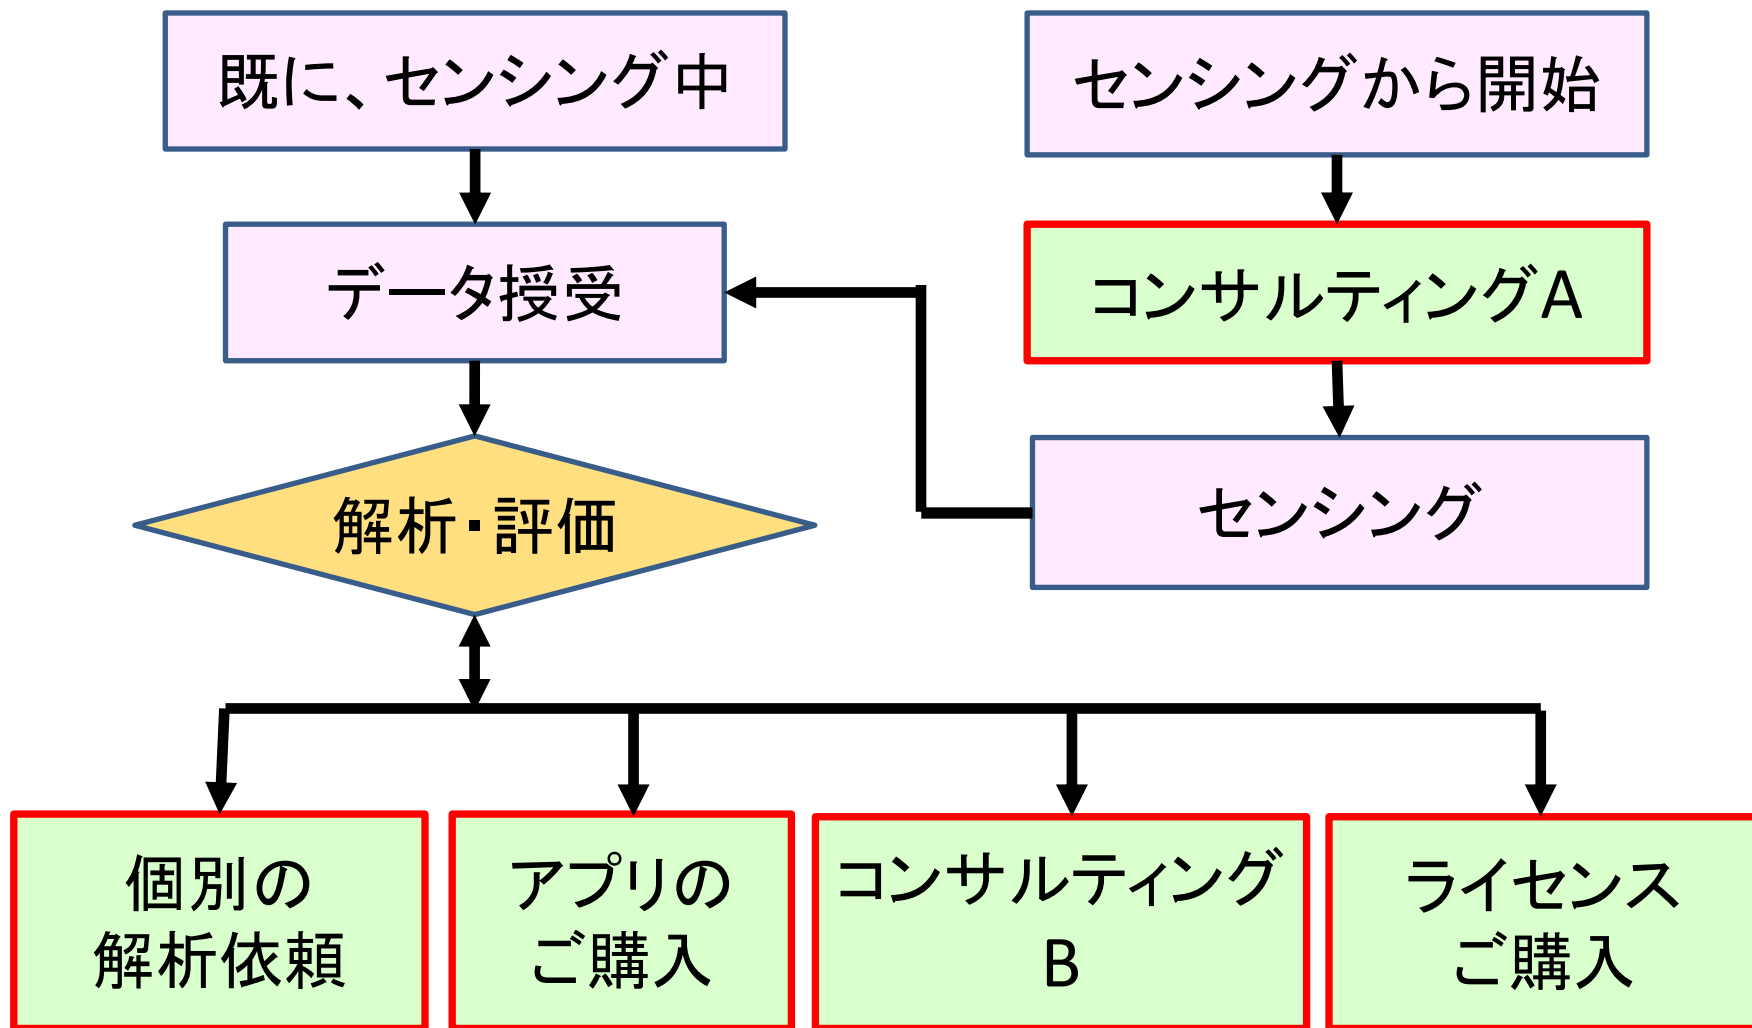 既に、センシング中
センシングから開始
データ授受
コンサルティングA
解析・評価
センシング
個別の
解析依頼
アプリの
ご購入
コンサルティング
B
ライセンス
ご購入